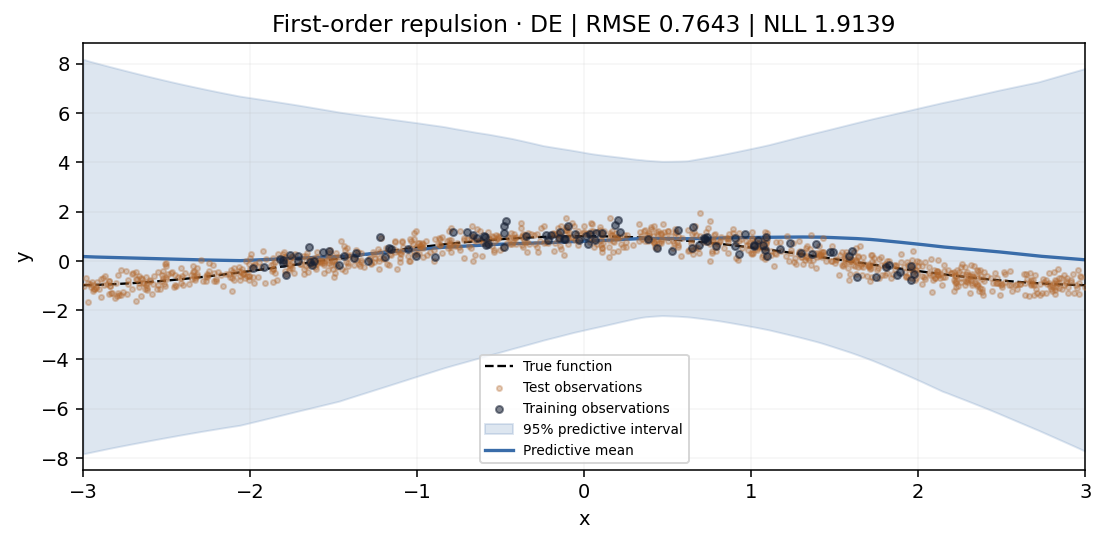 First-order repulsion · DE | RMSE 0.7643 | NLL 1.9139
8
6
4
2
0
−2
−4
−6
−8
y
True function
Test observations
Training observations
95% predictive interval
Predictive mean
−3
−2
−1
0
1
2
3
x